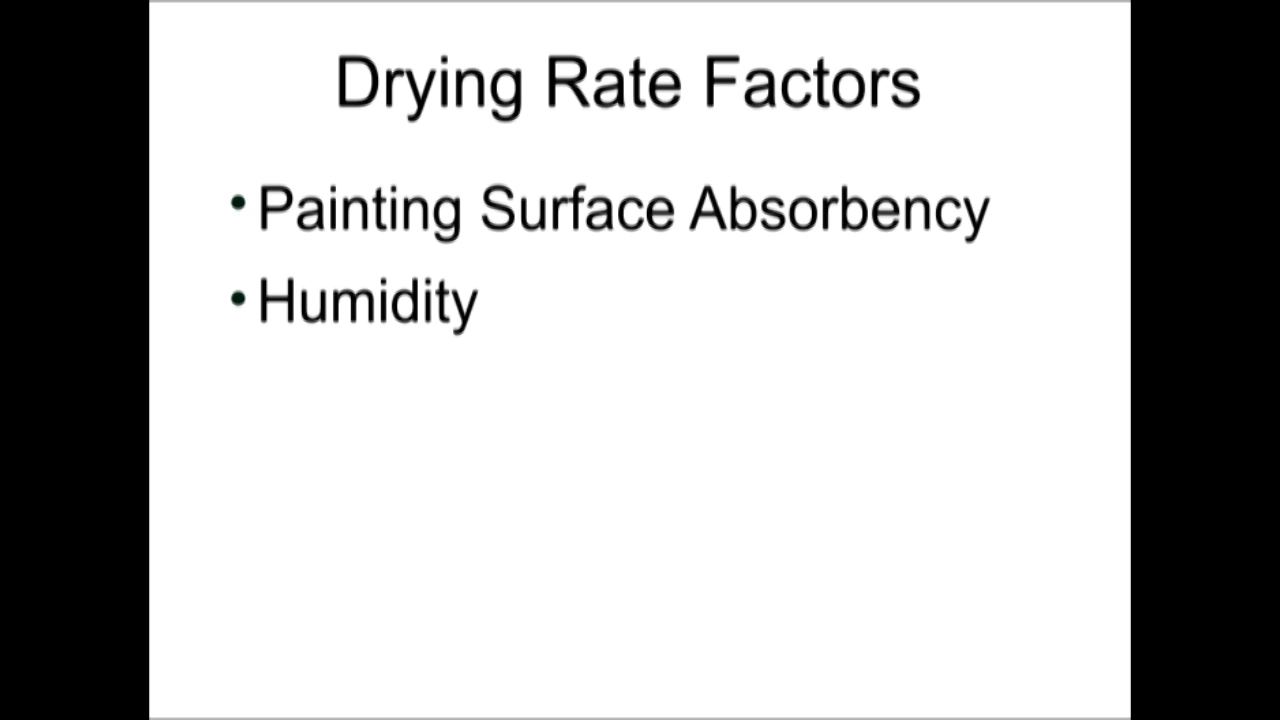 Drying Rate Factors
• Painting Surface Absorbency
• Humidity